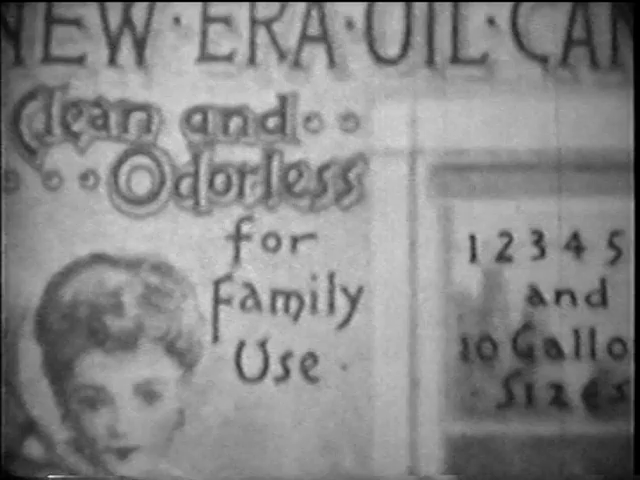 NEW·ERA·OIL·CAN
Clean and
Odorless
for
Family
Use
1 2 3 4 5
and
10 Gallo
Sizes